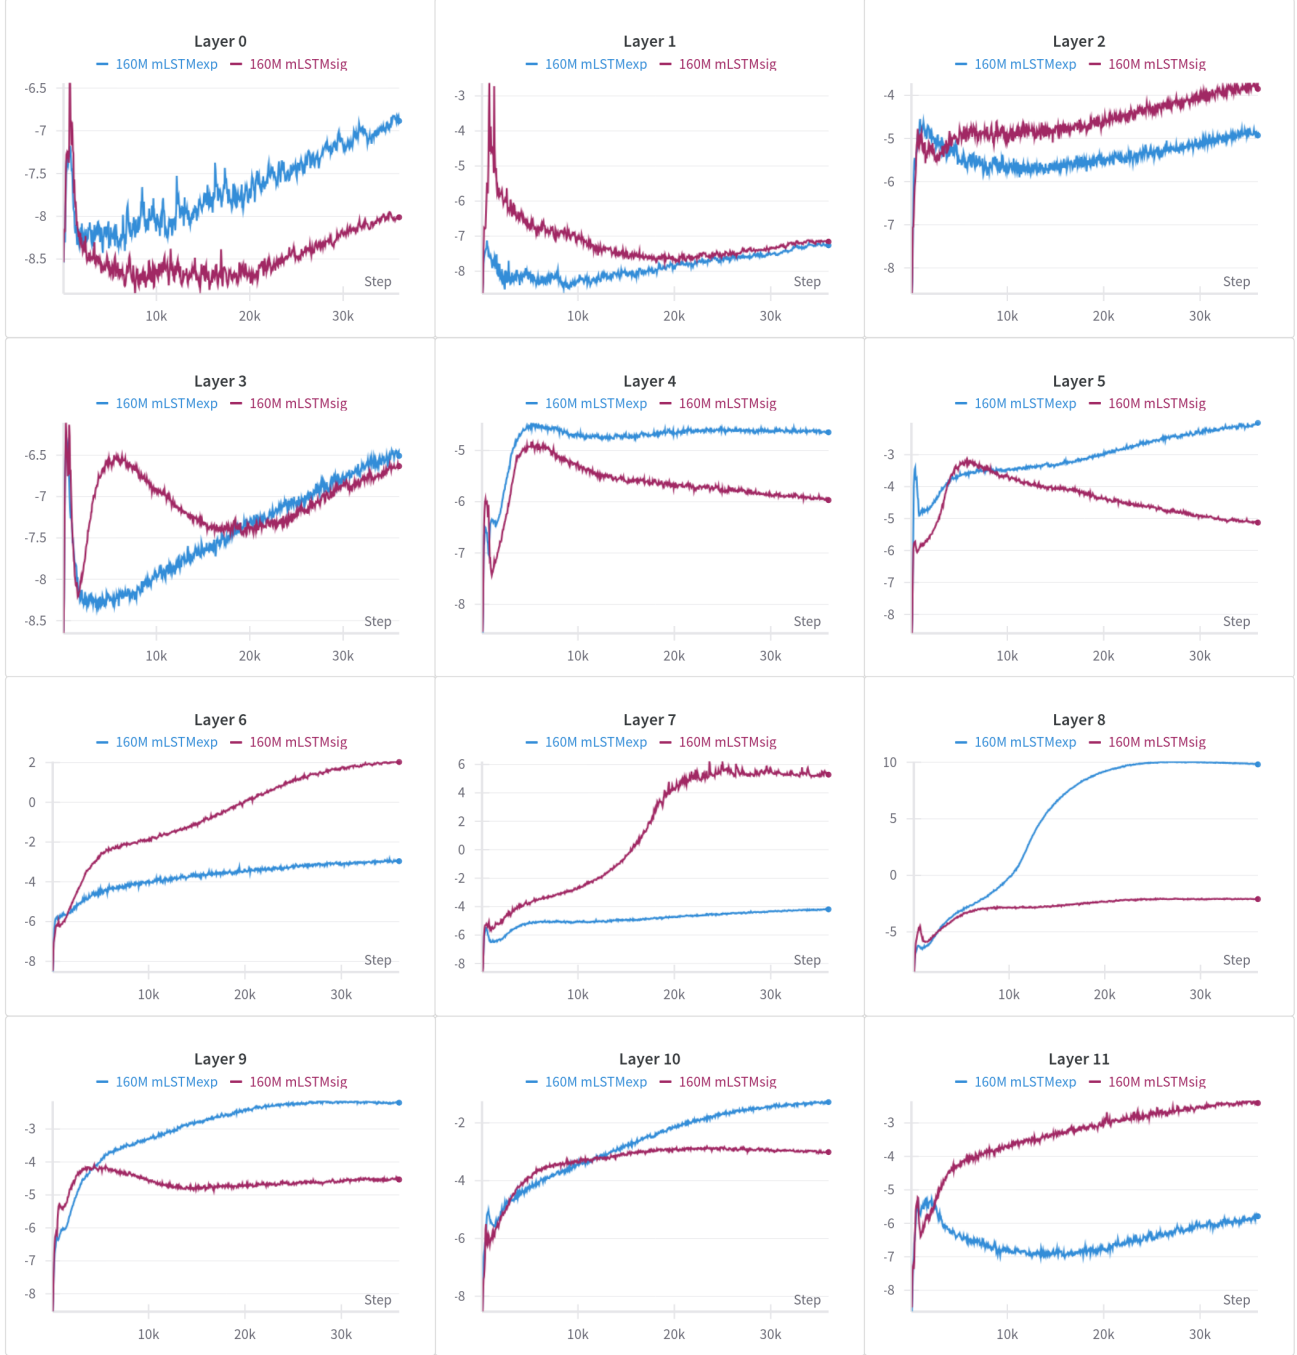 Layer 0
160M mLSTMexp 160M mLSTMsig
-6.5
-7
-7.5
-8
-8.5
Step
10k 20k 30k
Layer 1
160M mLSTMexp 160M mLSTMsig
-3
-4
-5
-6
-7
-8
Step
10k 20k 30k
Layer 2
160M mLSTMexp 160M mLSTMsig
-4
-5
-6
-7
-8
Step
10k 20k 30k
Layer 3
160M mLSTMexp 160M mLSTMsig
-6.5
-7
-7.5
-8
-8.5
Step
10k 20k 30k
Layer 4
160M mLSTMexp 160M mLSTMsig
-5
-6
-7
-8
Step
10k 20k 30k
Layer 5
160M mLSTMexp 160M mLSTMsig
-3
-4
-5
-6
-7
-8
Step
10k 20k 30k
Layer 6
160M mLSTMexp 160M mLSTMsig
2
0
-2
-4
-6
-8
Step
10k 20k 30k
Layer 7
160M mLSTMexp 160M mLSTMsig
6
4
2
0
-2
-4
-6
-8
Step
10k 20k 30k
Layer 8
160M mLSTMexp 160M mLSTMsig
10
5
0
-5
Step
10k 20k 30k
Layer 9
160M mLSTMexp 160M mLSTMsig
-3
-4
-5
-6
-7
-8
Step
10k 20k 30k
Layer 10
160M mLSTMexp 160M mLSTMsig
-2
-4
-6
-8
Step
10k 20k 30k
Layer 11
160M mLSTMexp 160M mLSTMsig
-3
-4
-5
-6
-7
-8
Step
10k 20k 30k